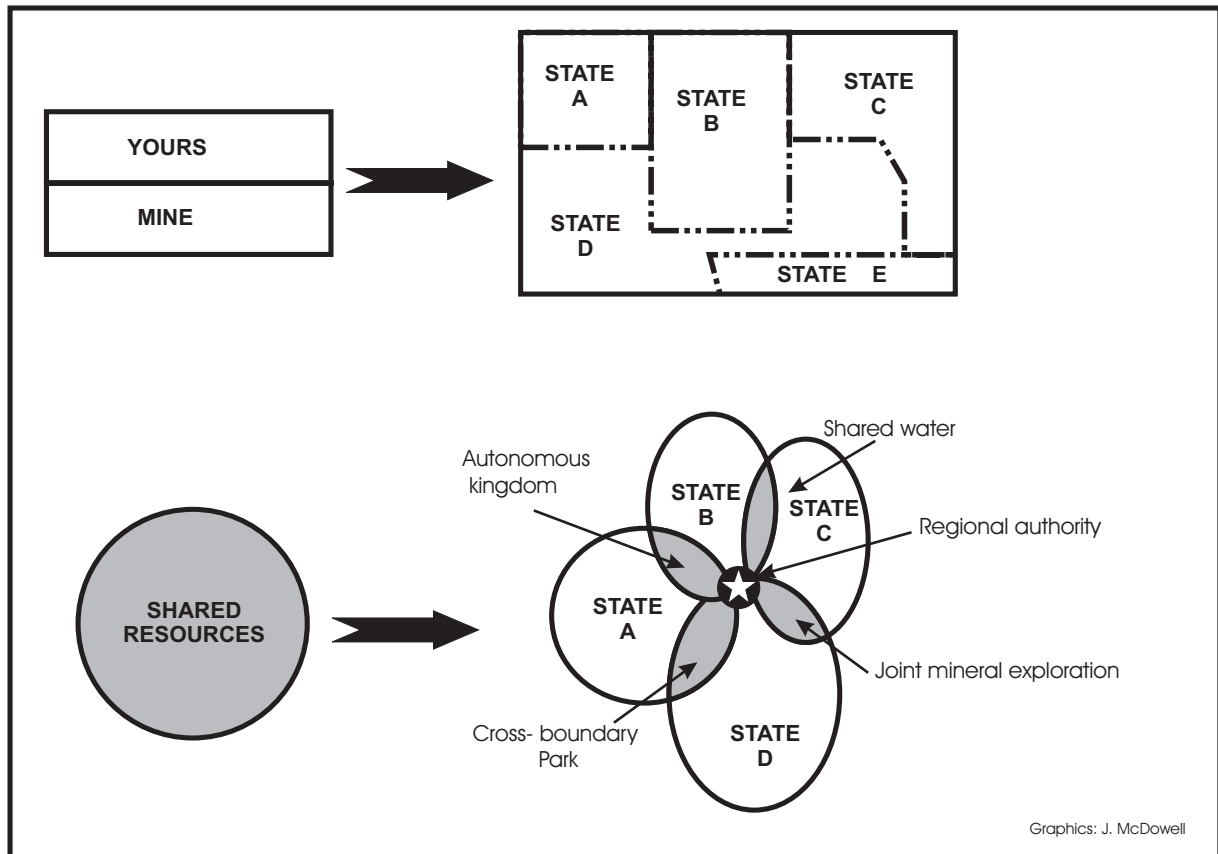 YOURS
MINE
STATE
A
STATE
B
STATE
C
STATE
D
STATE E
SHARED
RESOURCES
Autonomous
kingdom
Shared water
STATE
B
STATE
C
Regional authority
STATE
A
Joint mineral exploration
Cross- boundary
Park
STATE
D
Graphics: J. McDowell